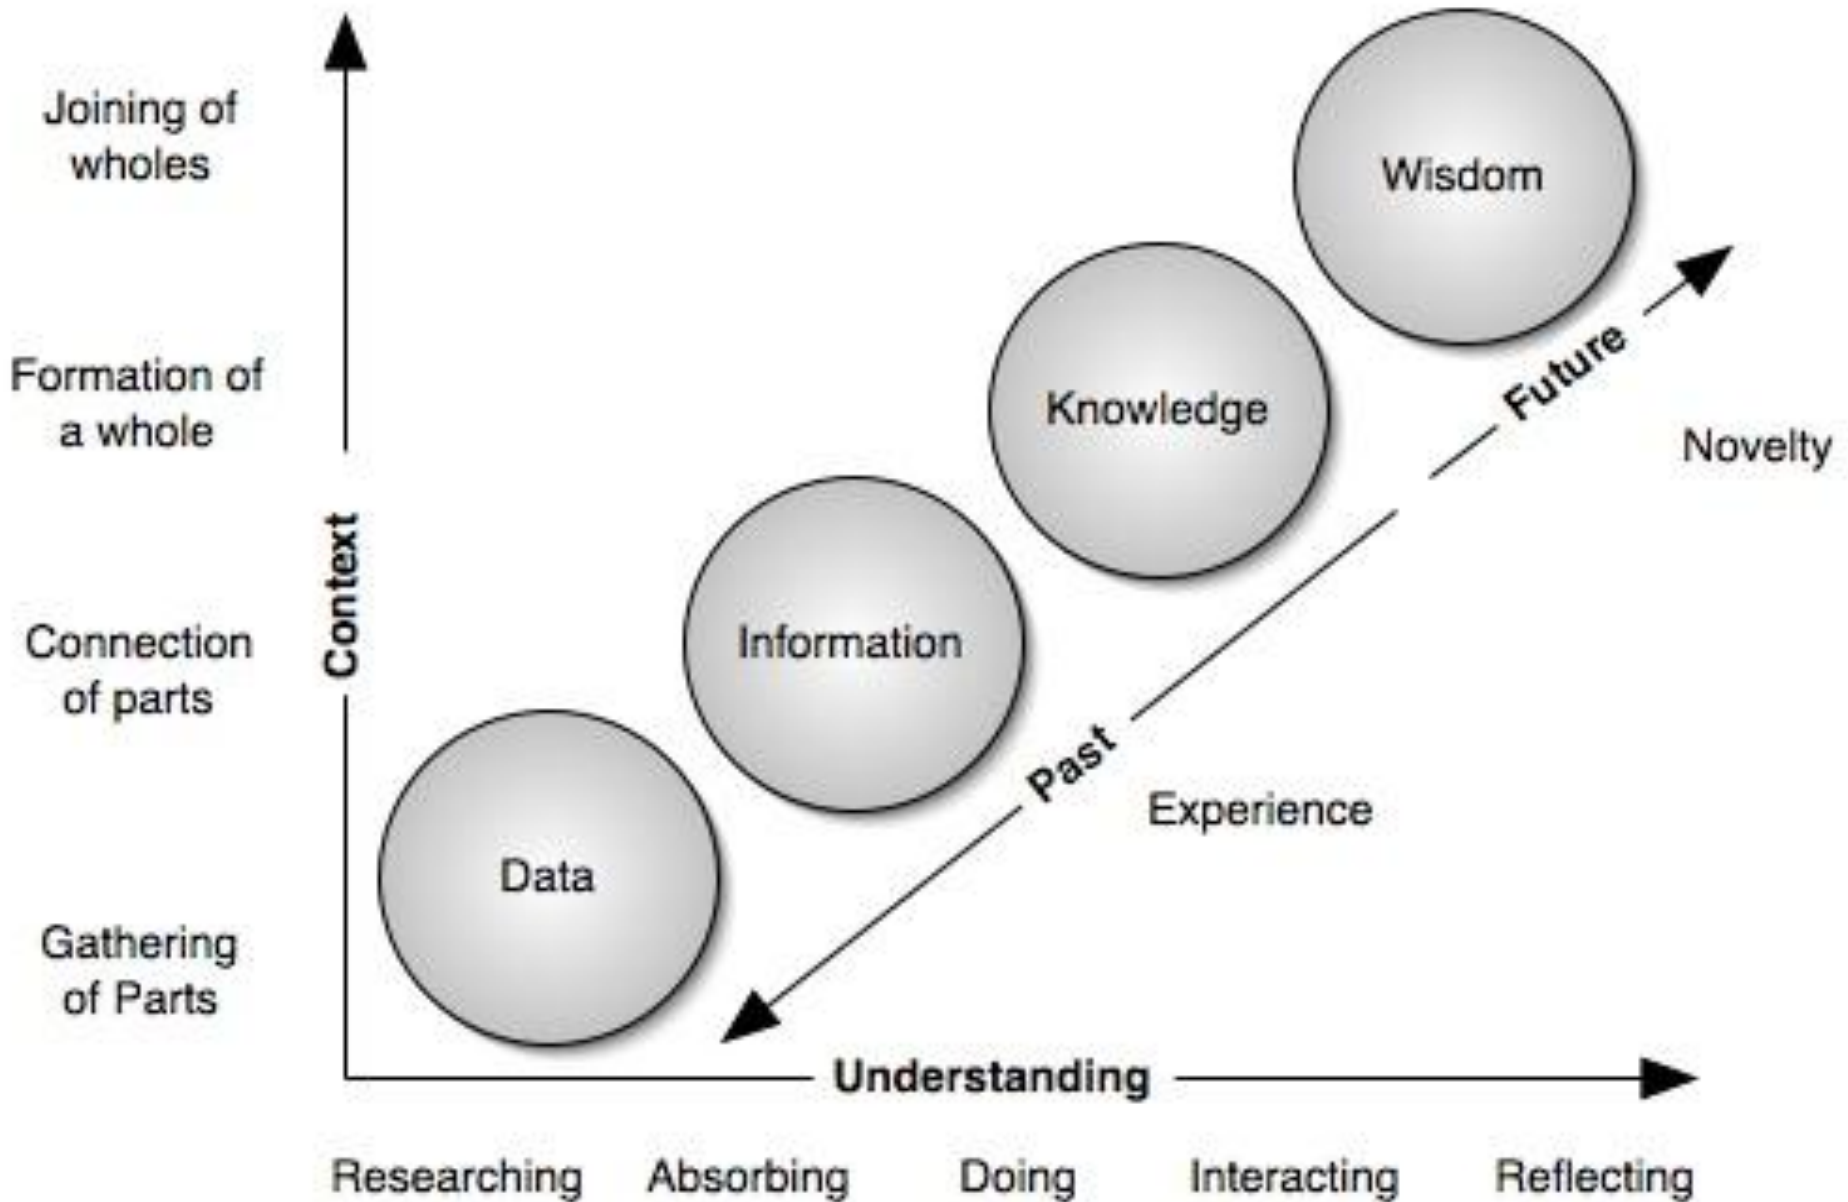 Joining of
wholes
Wisdom
Formation of
a whole
Knowledge
Future
Novelty
Context
Connection
of parts
Information
Past
Experience
Data
Gathering
of Parts
Understanding
Researching
Absorbing
Doing
Interacting
Reflecting